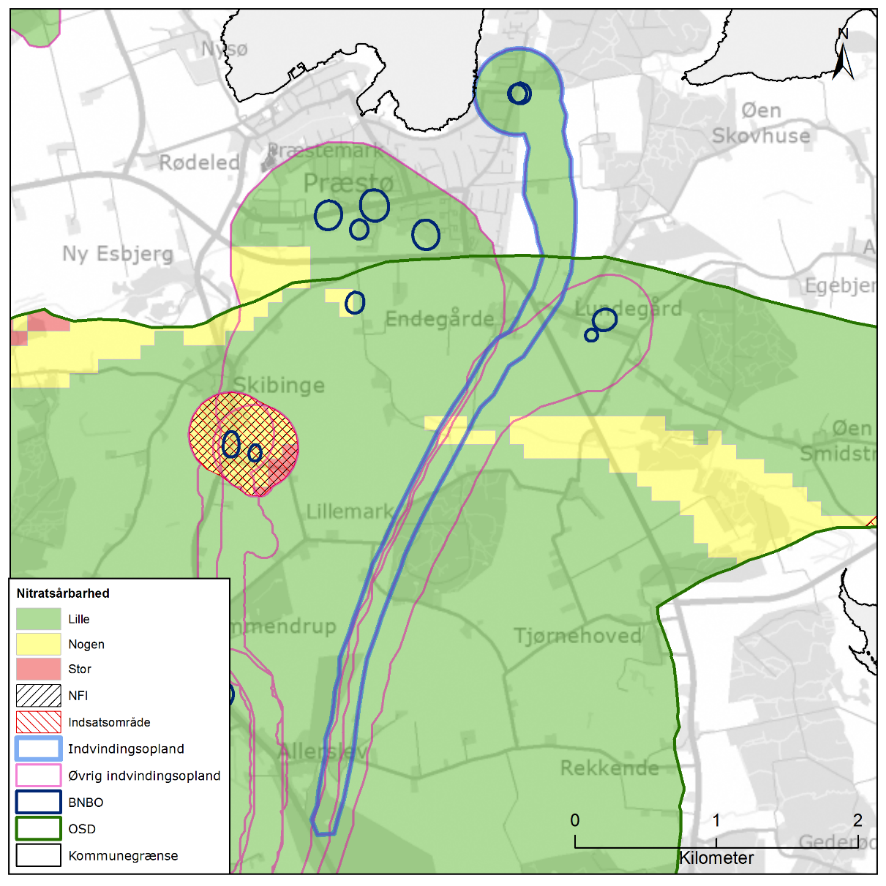 N
Nysø
Øen
Skovhuse
Præstemark
Rødeled
Præstø
Ny Esbjerg
Egebjer
Lundegård
Endegårde
Skibinge
Øen
Smidstr
Lillemark
mmendrup
Tjørnehoved
Allerslev
Rekkende
Nitratsårbarhed
Lille
Nogen
Stor
NFI
Indsatsområde
Indvindingsopland
Øvrig indvindingsopland
BNBO
OSD
Kommunegrænse
0 1 2
Kilometer